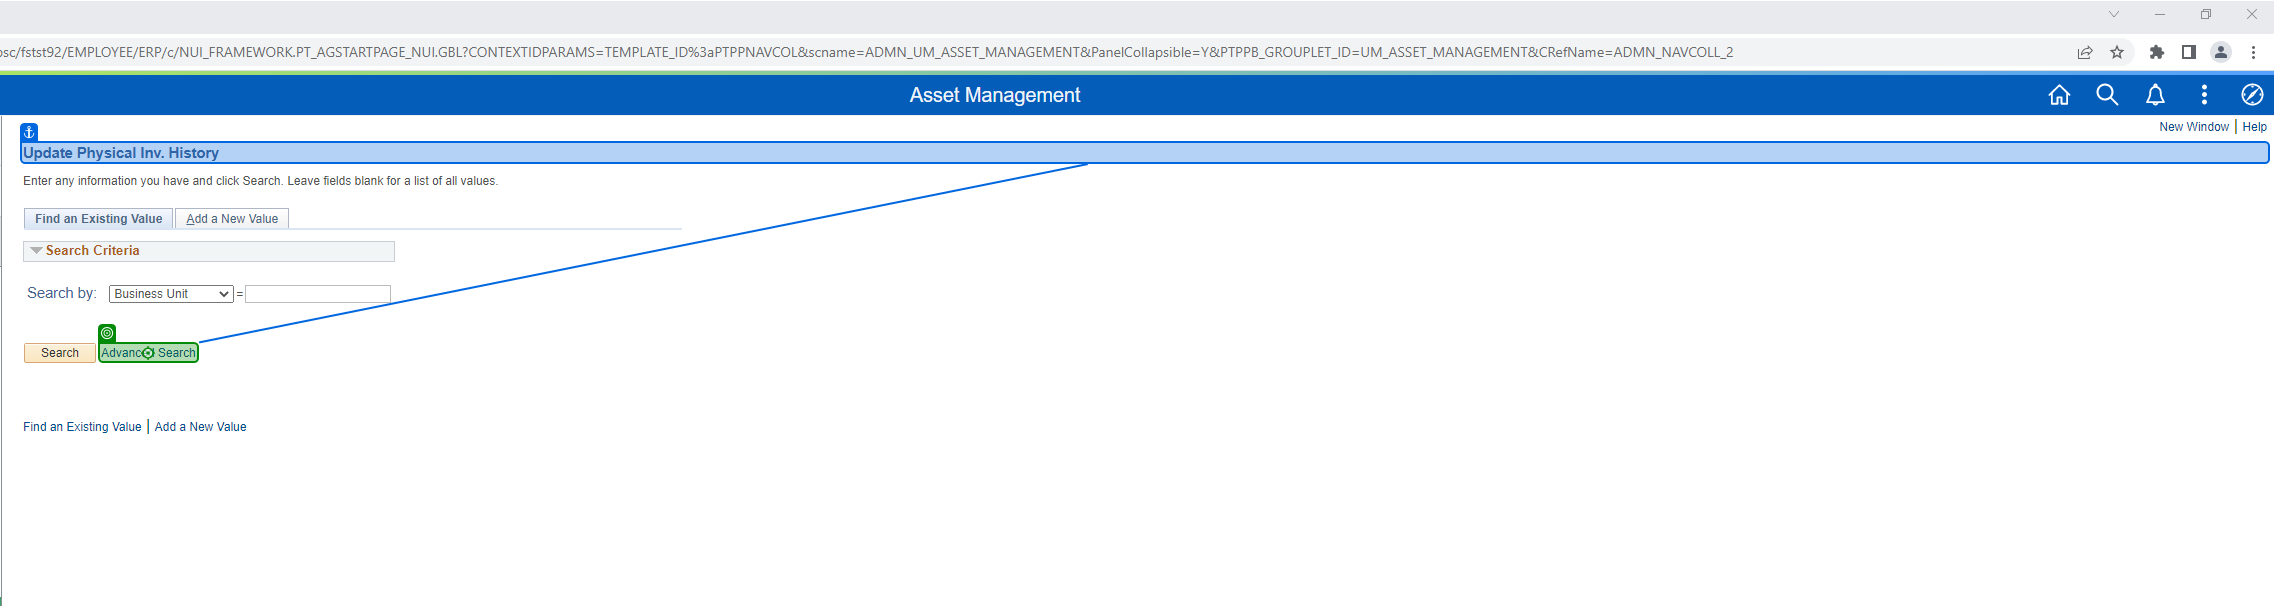 osc/fstst92/EMPLOYEE/ERP/c/NUI_FRAMEWORK.PT_AGSTARTPAGE_NUI.GBL?CONTEXTIDPARAMS=TEMPLATE_ID%3aPTPPNAVCOL&scname=ADMN_UM_ASSET_MANAGEMENT&PanelCollapsible=Y&PTPPB_GROUPLET_ID=UM_ASSET_MANAGEMENT&CRefName=ADMN_NAVCOLL_2
Asset Management
New Window | Help
Update Physical Inv. History
Enter any information you have and click Search. Leave fields blank for a list of all values.
Find an Existing Value Add a New Value
Search Criteria
Search by: Business Unit =
Search Advanced Search
Find an Existing Value | Add a New Value